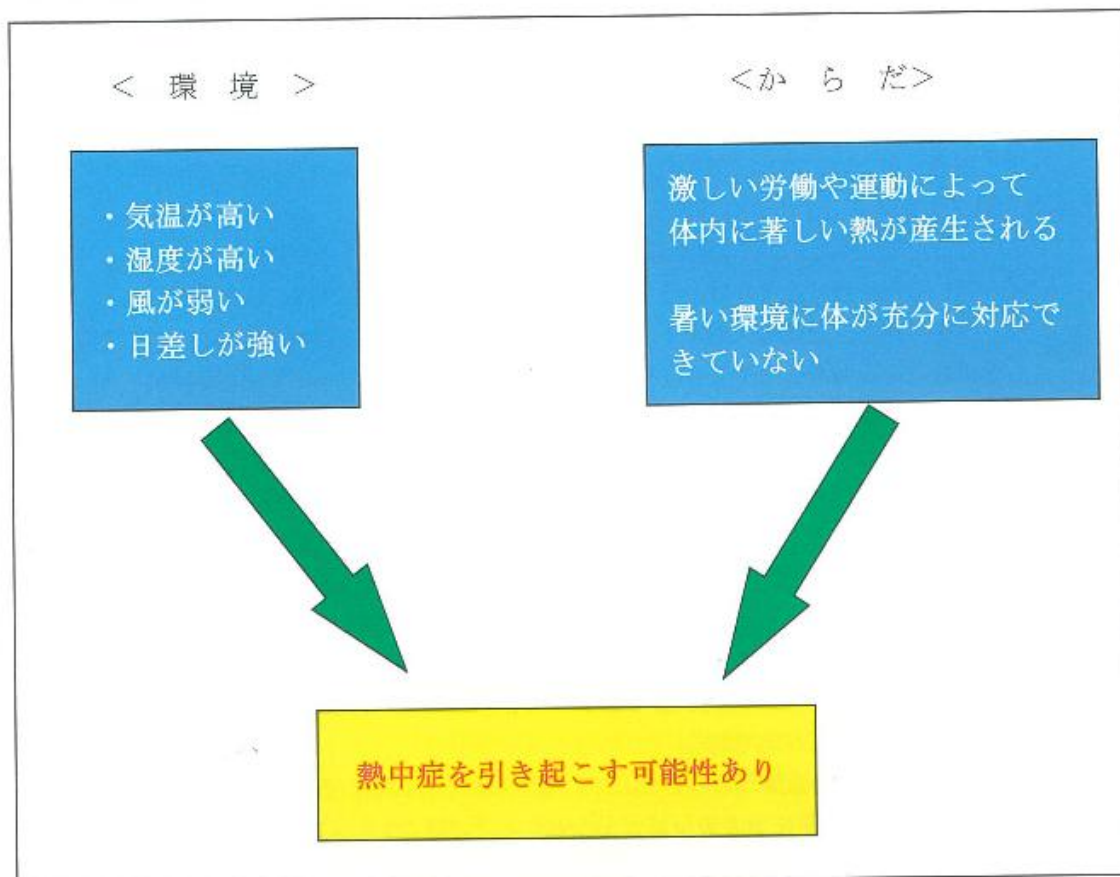 ＜ 環 境 ＞
・気温が高い
・湿度が高い
・風が弱い
・日差しが強い
＜か ら だ＞
激しい労働や運動によって
体内に著しい熱が産生される
暑い環境に体が充分に対応で
きていない
熱中症を引き起こす可能性あり